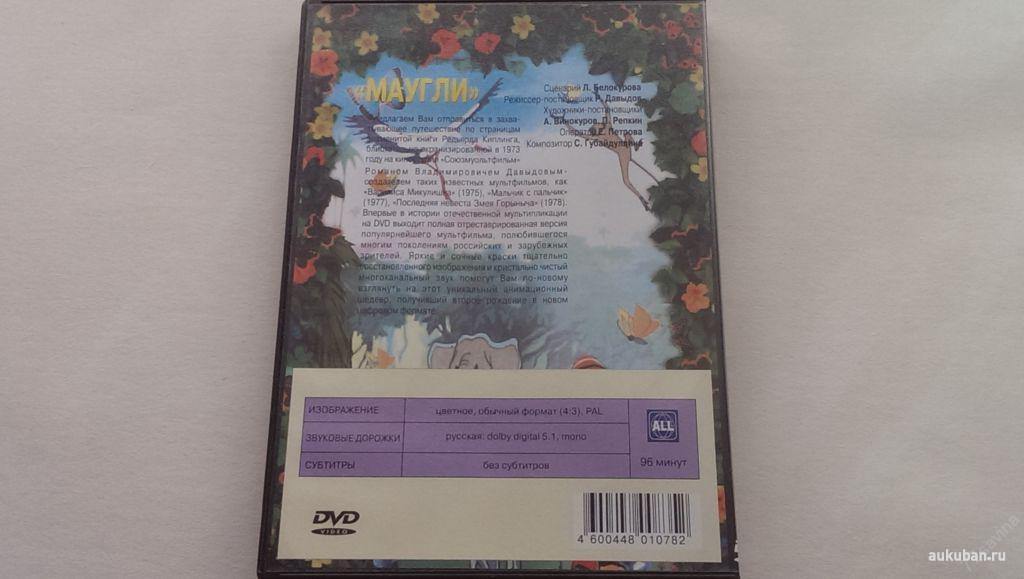 «МАУГЛИ»
Сценарий Л. Белокурова
Режиссер-постановщик Р. Давыдов
Художники-постановщики
А. Винокуров, П. Репкин
Оператор Е. Петрова
Композитор С. Губайдулина
Предлагаем Вам отправиться в захва-
тывающее путешествие по страницам
знаменитой книги Редьярда Киплинга,
экранизированной в 1973
году на киностудии «Союзмультфильм»
Романом Владимировичем Давыдовым-
создателем таких известных мультфильмов, как
«Василиса Микулишна» (1975), «Мальчик с пальчик»
(1977), «Последняя невеста Змея Горыныча» (1978).
Впервые в истории отечественной мультипликации
на DVD выходит полная отреставрированная версия
популярнейшего мультфильма, полюбившегося
многим поколениям российских и зарубежных
зрителей. Яркие и сочные краски тщательно
восстановленного изображения и кристально чистый
многоканальный звук помогут Вам по-новому
взглянуть на этот уникальный анимационный
шедевр, получивший второе рождение в новом
цифровом формате.
ИЗОБРАЖЕНИЕ цветное, обычный формат (4:3), PAL
ALL
ЗВУКОВЫЕ ДОРОЖКИ русская: dolby digital 5.1, mono
СУБТИТРЫ без субтитров 96 минут
DVD
VIDEO
4 600448 010782
aukuban.ru